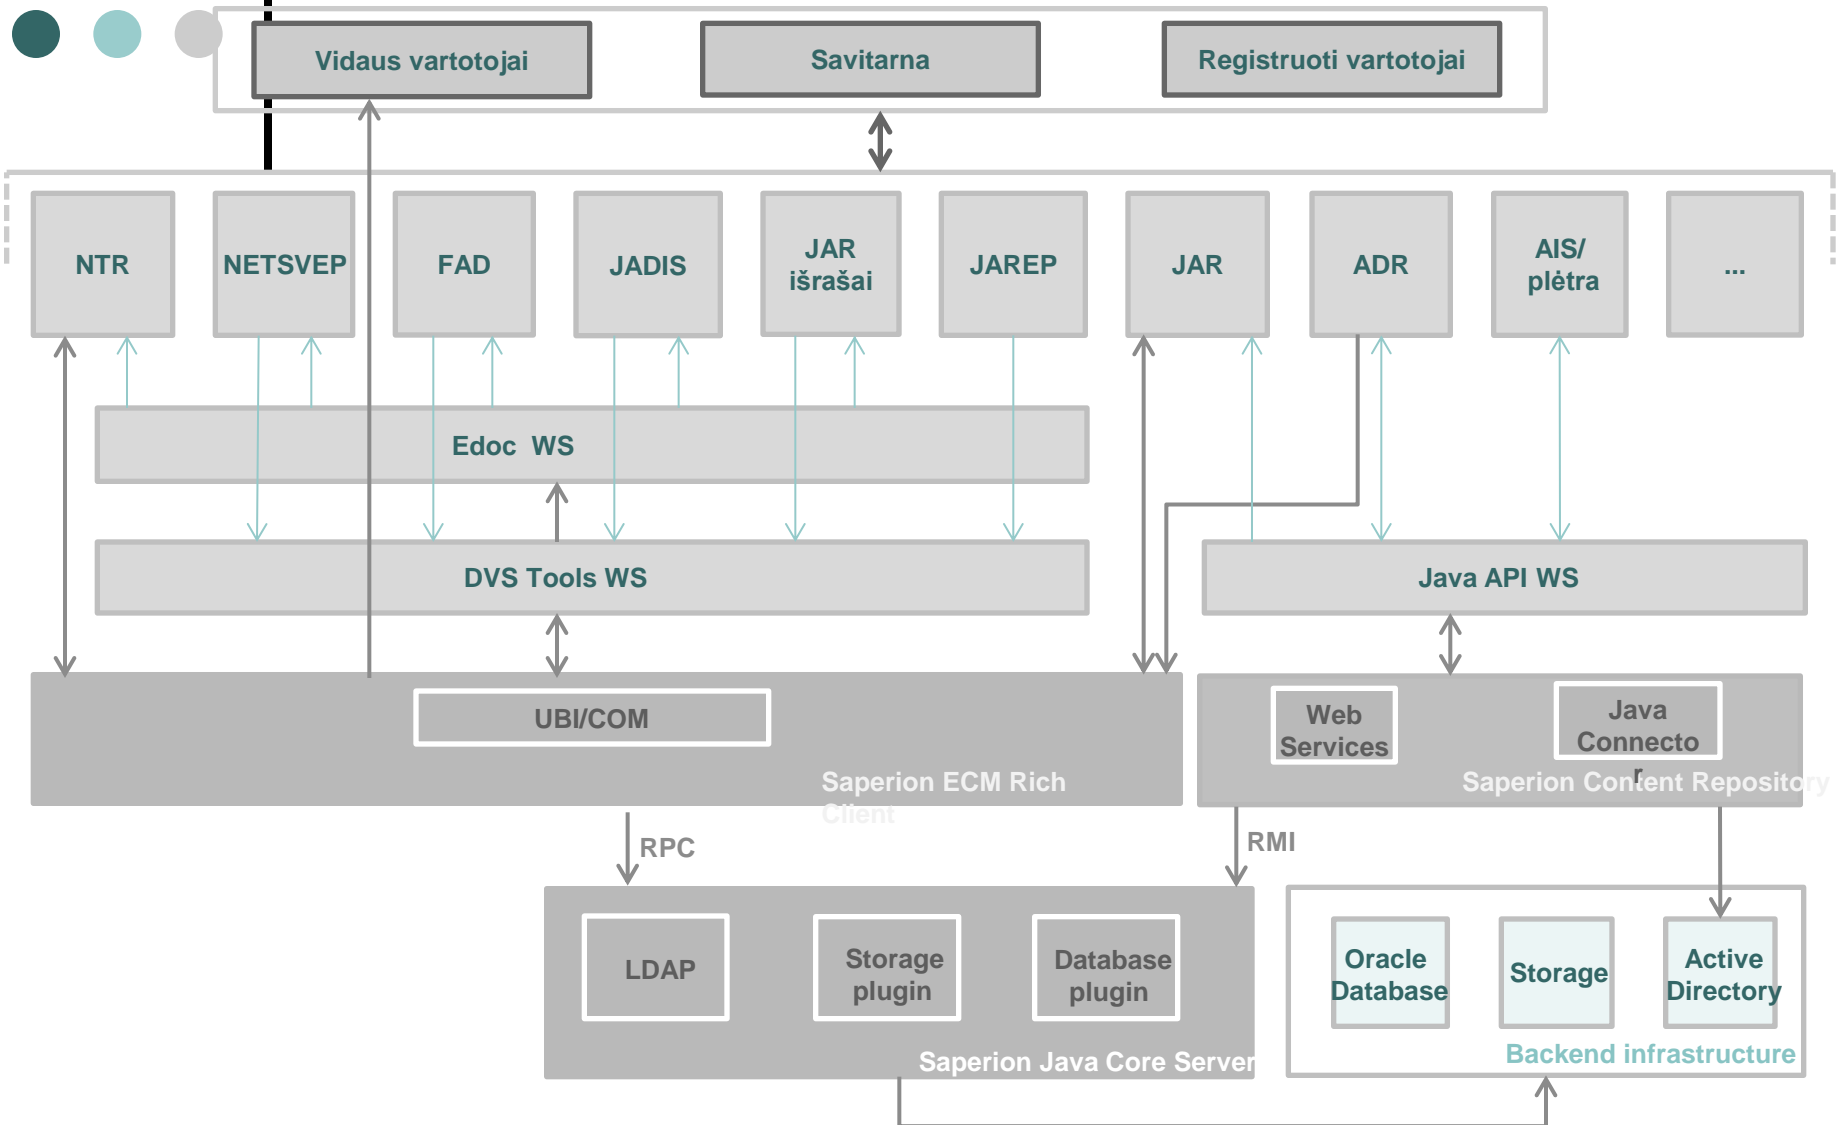 Vidaus vartotojai
Savitarna
Registruoti vartotojai
NTR
NETSVEP
FAD
JADIS
JAR
išrašai
JAREP
JAR
ADR
AIS/
plėtra
...
Edoc WS
DVS Tools WS
Java API WS
UBI/COM
Saperion ECM Rich
Client
Web
Services
Java
Connecto
r
Saperion Content Repository
RPC
RMI
LDAP
Storage
plugin
Database
plugin
Saperion Java Core Server
Oracle
Database
Storage
Active
Directory
Backend infrastructure